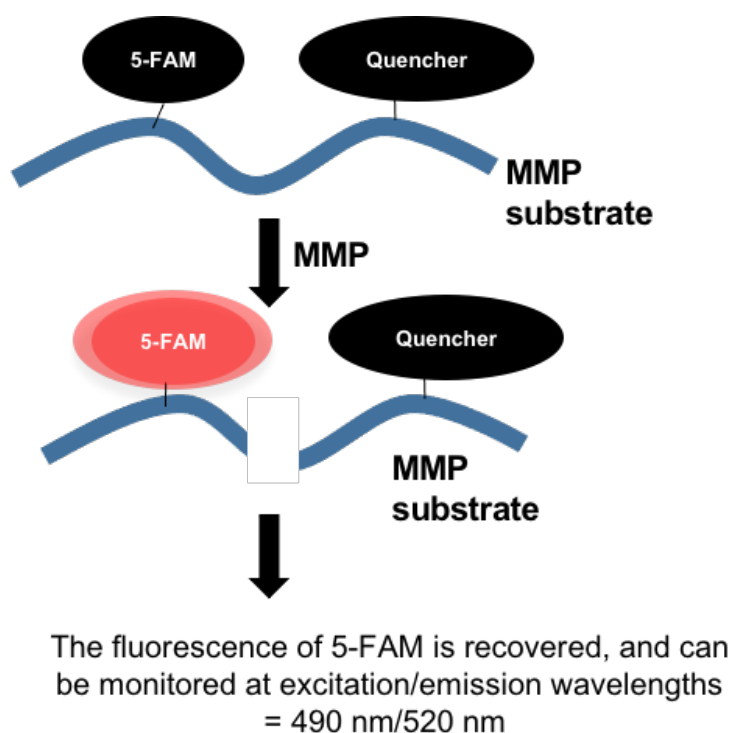 5-FAM
Quencher
MMP
substrate
MMP
5-FAM
Quencher
MMP
substrate
The fluorescence of 5-FAM is recovered, and can
be monitored at excitation/emission wavelengths
= 490 nm/520 nm